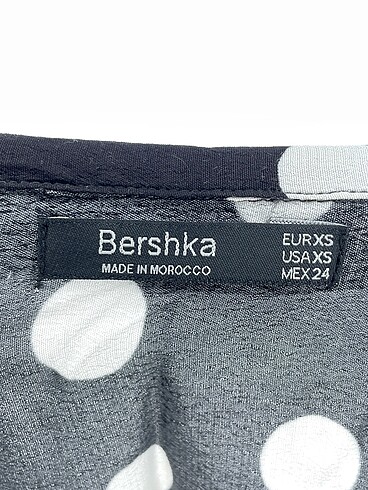 Bershka
MADE IN MOROCCO
EUR XS
USA XS
MEX 24